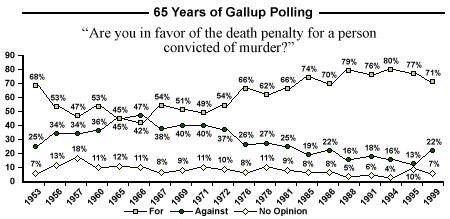 65 Years of Gallup Polling
“Are you in favor of the death penalty for a person
convicted of murder?”
90
80
70
60
50
40
30
20
10
0
68% 53% 47% 53% 45% 42% 54% 51% 49% 54% 66% 62% 66% 74% 70% 79% 76% 80% 77% 71%
25% 34% 34% 36% 45% 47% 38% 40% 40% 37% 26% 27% 25% 19% 22% 16% 18% 16% 13% 22%
7% 13% 18% 11% 12% 11% 8% 9% 11% 10% 8% 11% 9% 8% 8% 5% 6% 4% 10% 7%
1953 1956 1957 1960 1965 1966 1967 1969 1971 1972 1976 1978 1981 1985 1986 1988 1991 1994 1995 1999
For Against No Opinion